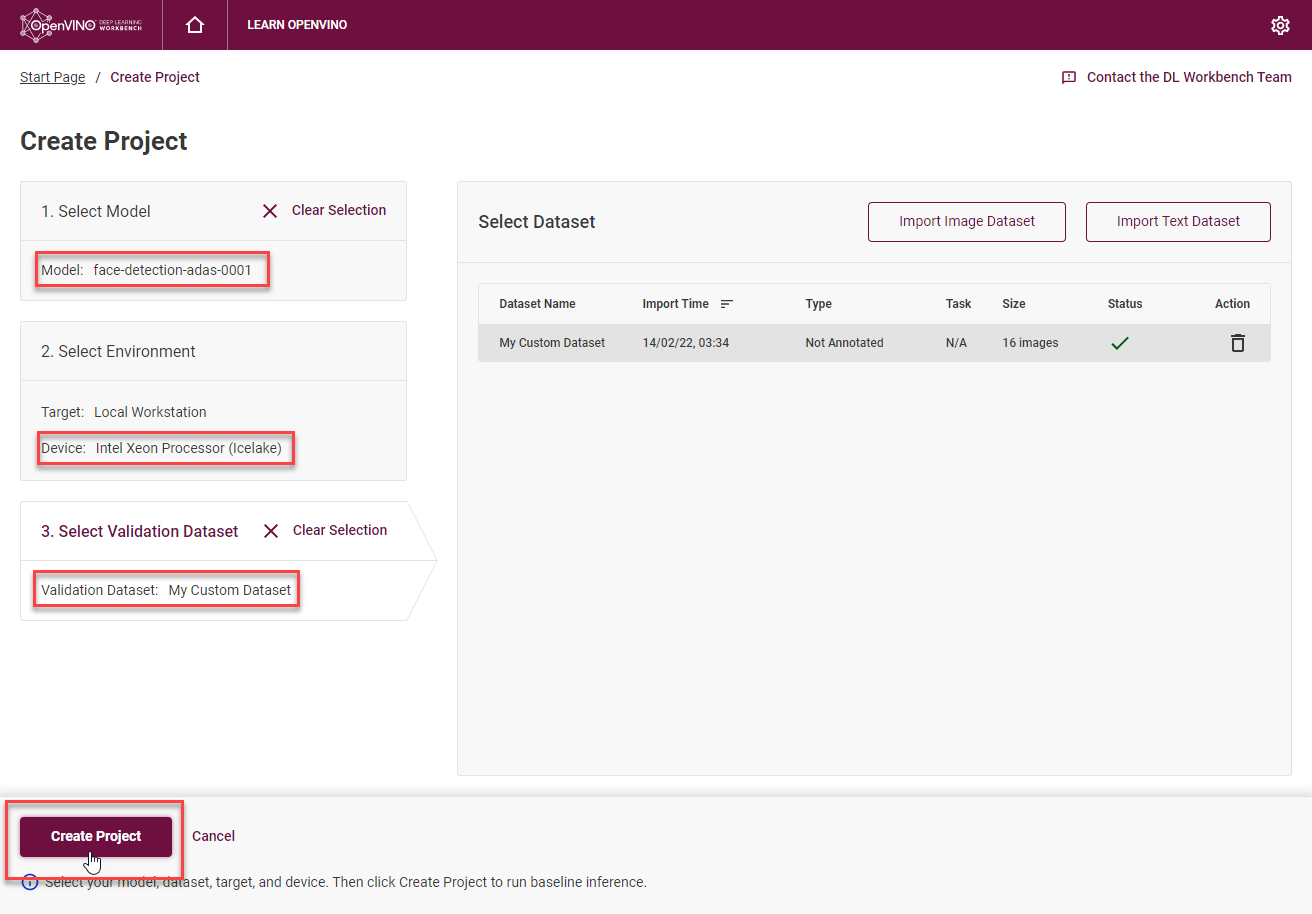 OpenVINO DEEP LEARNING WORKBENCH
LEARN OPENVINO
Start Page / Create Project
Contact the DL Workbench Team
Create Project
1. Select Model
Clear Selection
Model: face-detection-adas-0001
2. Select Environment
Target: Local Workstation
Device: Intel Xeon Processor (Icelake)
3. Select Validation Dataset
Clear Selection
Validation Dataset: My Custom Dataset
Select Dataset
Import Image Dataset
Import Text Dataset
Dataset Name Import Time Type Task Size Status Action
My Custom Dataset 14/02/22, 03:34 Not Annotated N/A 16 images
Create Project
Cancel
Select your model, dataset, target, and device. Then click Create Project to run baseline inference.